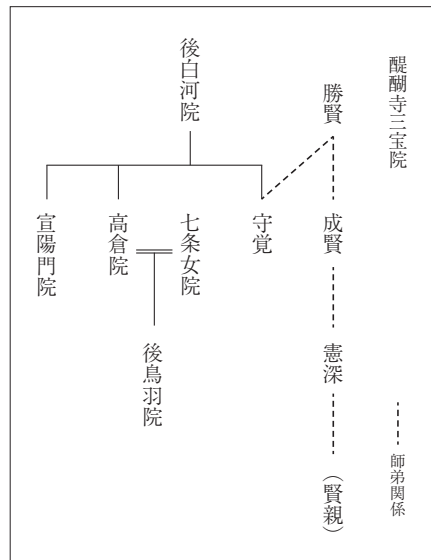 醍醐寺三宝院
師弟関係
勝賢
成賢
憲深
(賢親)
守覚
後白河院
七条女院
高倉院
後鳥羽院
宣陽門院